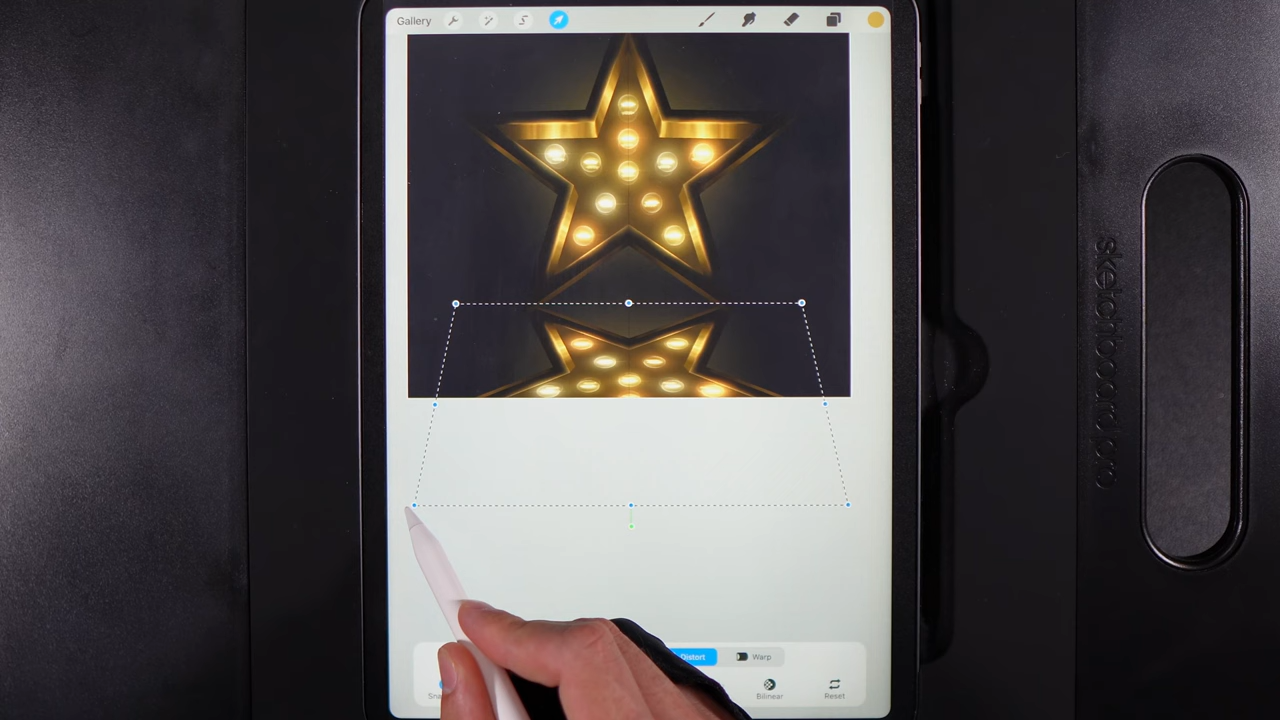 Gallery
sketchboard pro
Distort
Warp
Bilinear
Reset